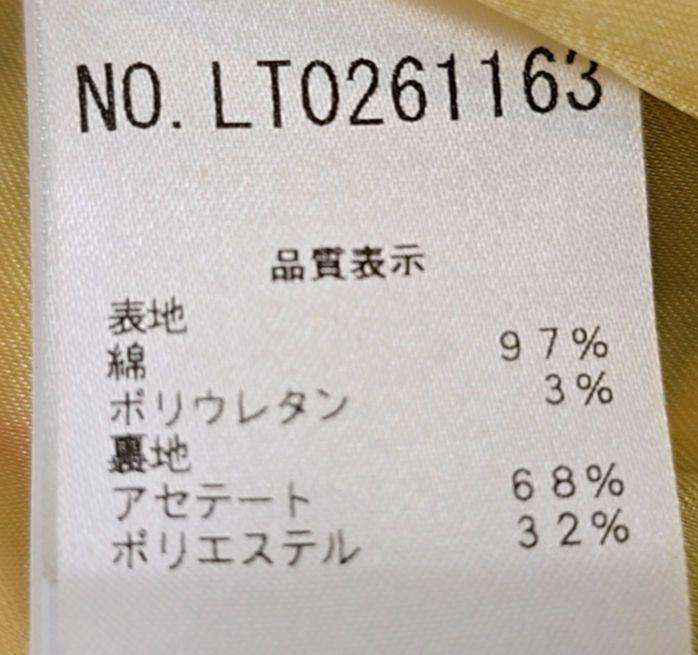 NO. LT0261163
品質表示
表地
綿 97%
ポリウレタン 3%
裏地
アセテート 68%
ポリエステル 32%